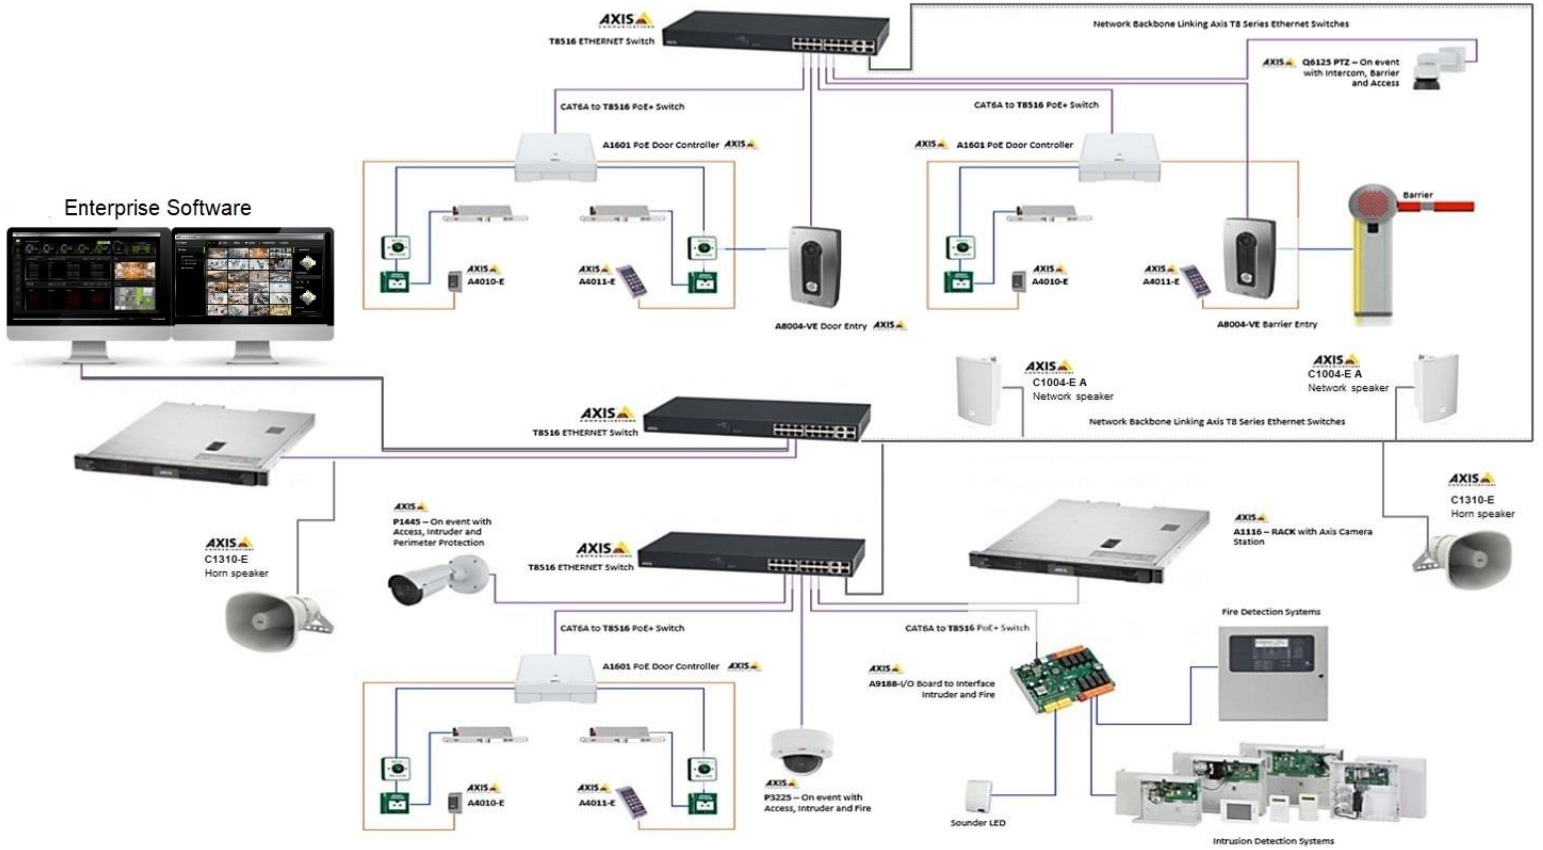 AXIS
COMMUNICATIONS
T8516 ETHERNET Switch
Network Backbone Linking Axis T8 Series Ethernet Switches
AXIS
Q6125 PTZ – On event
with Intercom, Barrier
and Access
CAT6A to T8516 PoE+ Switch
CAT6A to T8516 PoE+ Switch
A1601 PoE Door Controller
AXIS
AXIS
A1601 PoE Door Controller
Enterprise Software
Barrier
AXIS
A4010-E
AXIS
A4011-E
AXIS
A4010-E
AXIS
A4011-E
A8004-VE Door Entry
AXIS
A8004-VE Barrier Entry
AXIS
COMMUNICATIONS
C1004-E A
Network speaker
AXIS
COMMUNICATIONS
C1004-E A
Network speaker
AXIS
COMMUNICATIONS
T8516 ETHERNET Switch
Network Backbone Linking Axis T8 Series Ethernet Switches
AXIS
COMMUNICATIONS
C1310-E
Horn speaker
AXIS
P1445 – On event with
Access, Intruder and
Perimeter Protection
AXIS
COMMUNICATIONS
T8516 ETHERNET Switch
AXIS
A1116 – RACK with Axis Camera
Station
AXIS
COMMUNICATIONS
C1310-E
Horn speaker
Fire Detection Systems
CAT6A to T8516 PoE+ Switch
CAT6A to T8516 PoE+ Switch
A1601 PoE Door Controller
AXIS
AXIS
A9188-I/O Board to Interface
Intruder and Fire
AXIS
A4010-E
AXIS
A4011-E
AXIS
P3225 – On event with
Access, Intruder and Fire
Sounder LED
Intrusion Detection Systems